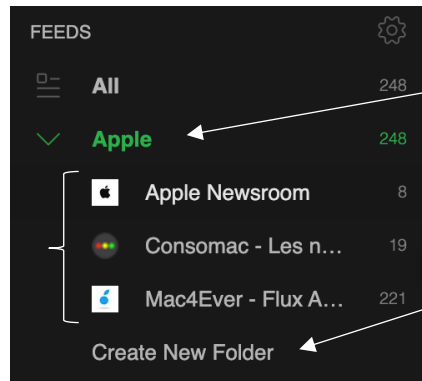 FEEDS
All 248
Apple 248
Apple Newsroom 8
Consomac - Les n... 19
Mac4Ever - Flux A... 221
Create New Folder